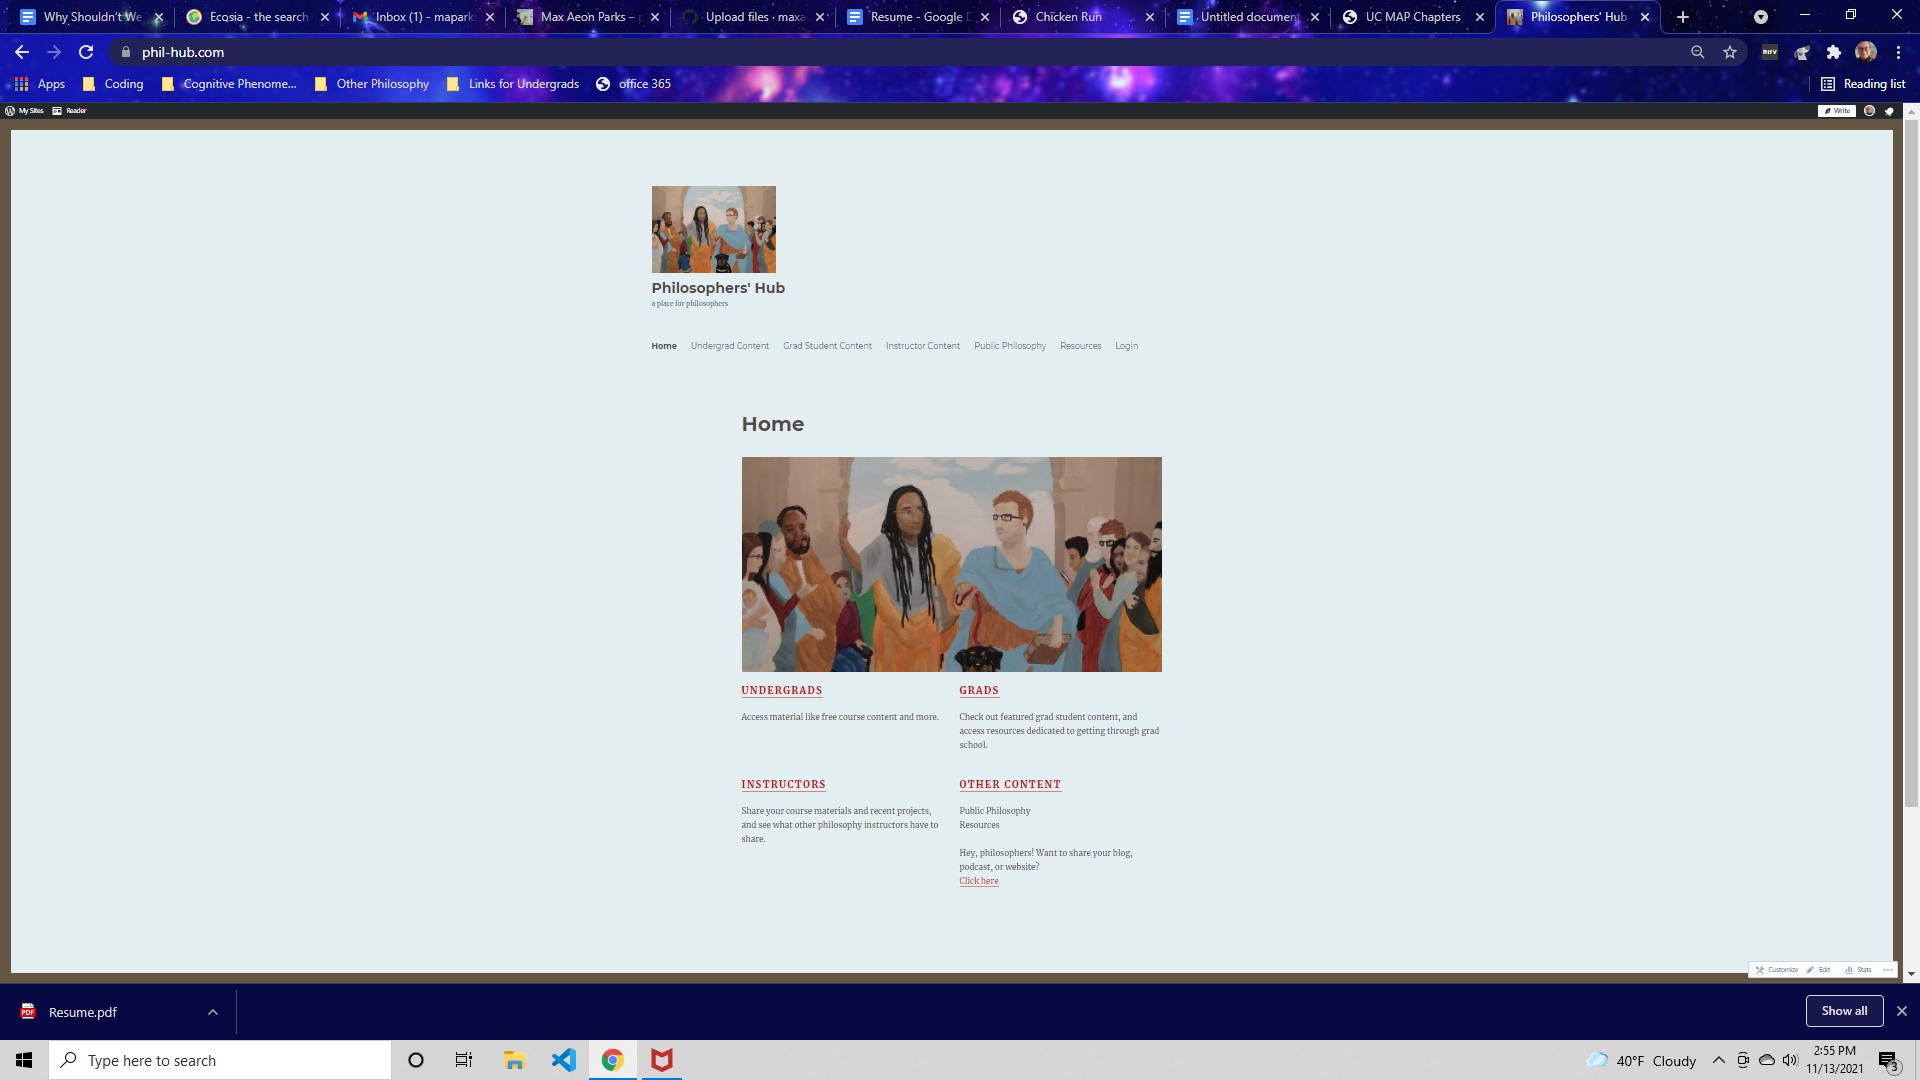 Why Shouldn't We
Ecosia - the search
Inbox (1) - mapark
Max Aeon Parks –
Upload files · maxa
Resume - Google D
Chicken Run
Untitled document
UC MAP Chapters
Philosophers' Hub
phil-hub.com
Apps
Coding
Cognitive Phenome...
Other Philosophy
Links for Undergrads
office 365
Reading list
My Sites
Reader
Write
Philosophers' Hub
a place for philosophers
Home
Undergrad Content
Grad Student Content
Instructor Content
Public Philosophy
Resources
Login
Home
UNDERGRADS
Access material like free course content and more.
GRADS
Check out featured grad student content, and
access resources dedicated to getting through grad
school.
INSTRUCTORS
Share your course materials and recent projects,
and see what other philosophy instructors have to
share.
OTHER CONTENT
Public Philosophy
Resources
Hey, philosophers! Want to share your blog,
podcast, or website?
Click here
Customize
Edit
Stats
PDF
Resume.pdf
Show all
Type here to search
40°F Cloudy
2:55 PM
11/13/2021
3